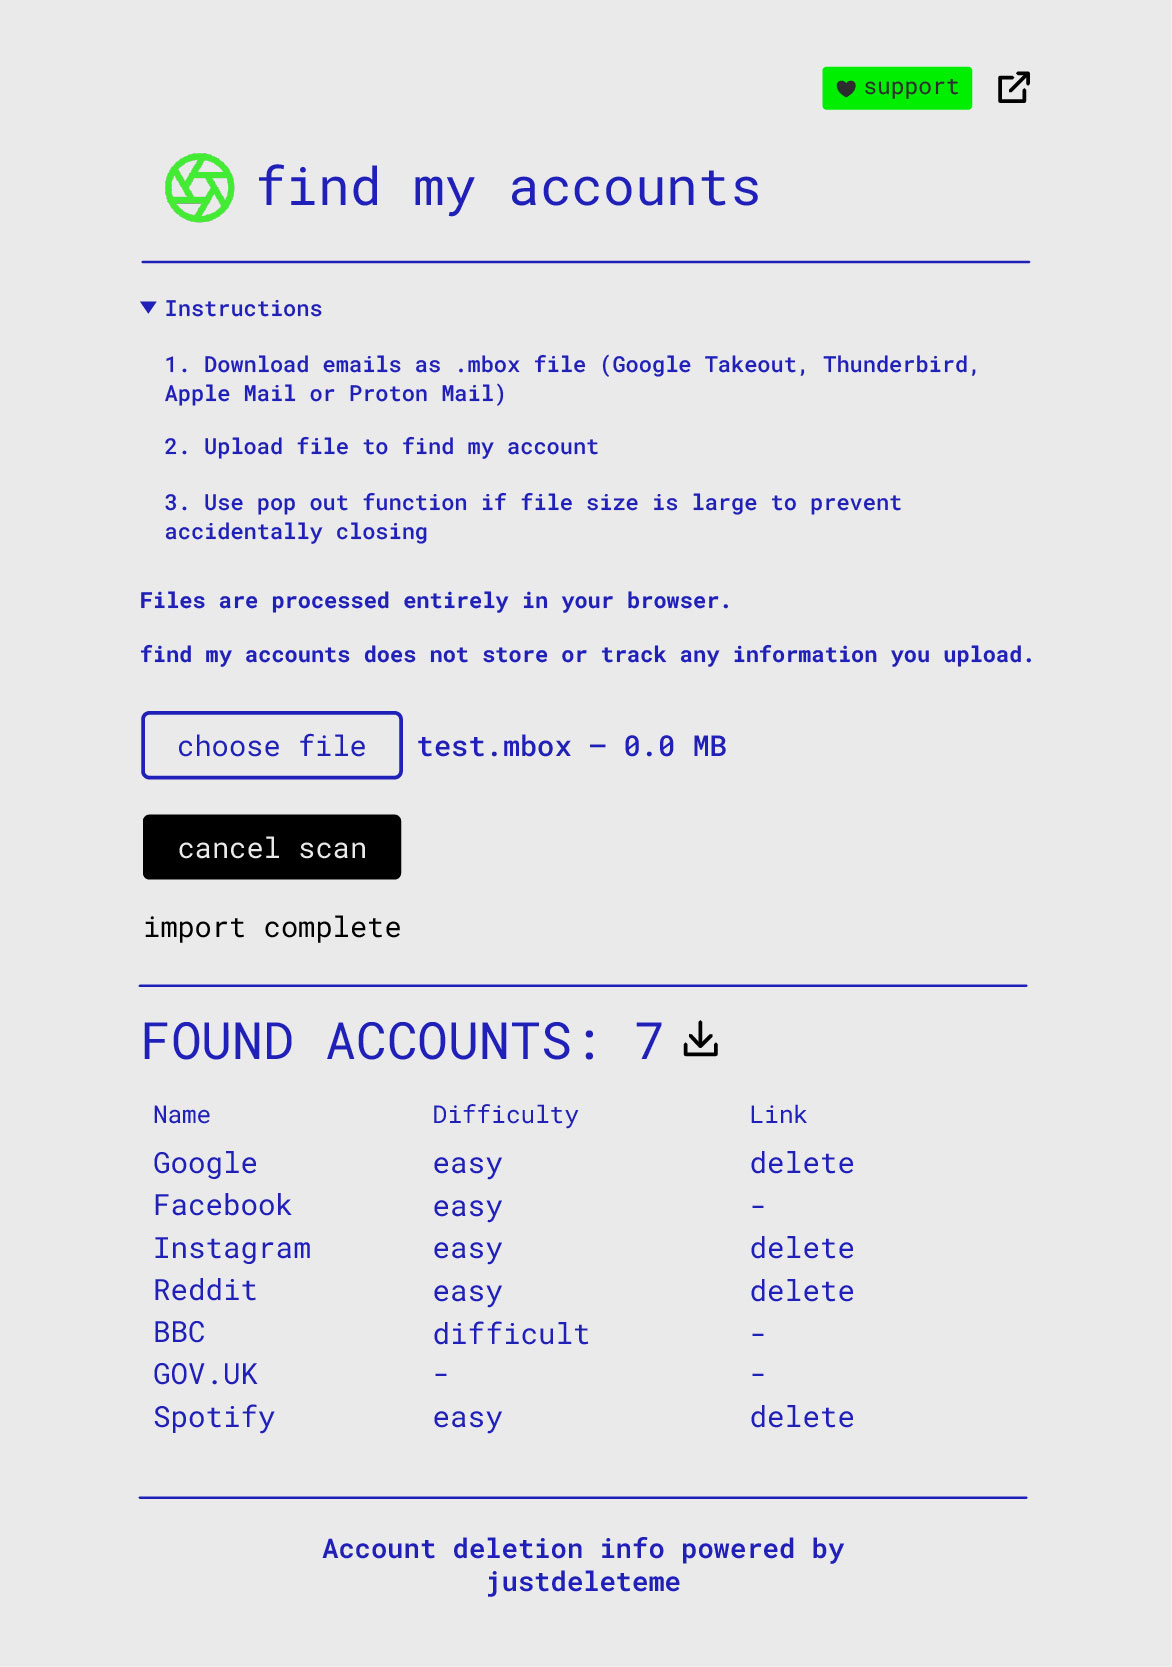 support
find my accounts
Instructions
1. Download emails as .mbox file (Google Takeout, Thunderbird,
Apple Mail or Proton Mail)
2. Upload file to find my account
3. Use pop out function if file size is large to prevent
accidentally closing
Files are processed entirely in your browser.
find my accounts does not store or track any information you upload.
choose file test.mbox – 0.0 MB
cancel scan
import complete
FOUND ACCOUNTS: 7
Name Difficulty Link
Google easy delete
Facebook easy -
Instagram easy delete
Reddit easy delete
BBC difficult -
GOV.UK - -
Spotify easy delete
Account deletion info powered by
justdeleteme